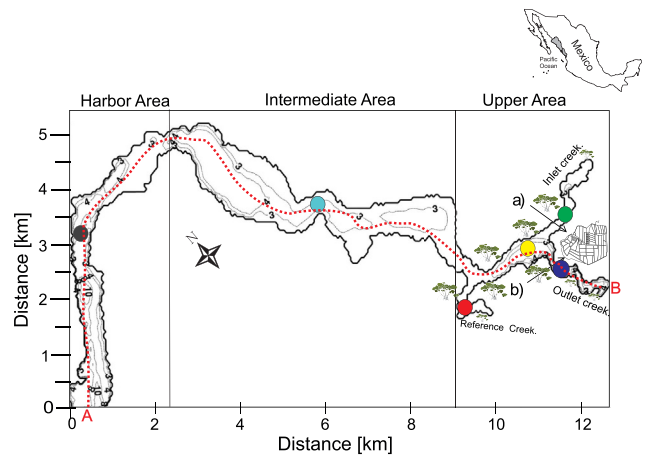 Mexico
Pacific
Ocean
Harbor Area
Intermediate Area
Upper Area
5
4
3
2
1
0
Distance [km]
Inlet creek.
a)
b)
N
B
Outlet creek.
Reference Creek.
A
0
2
4
6
8
10
12
Distance [km]